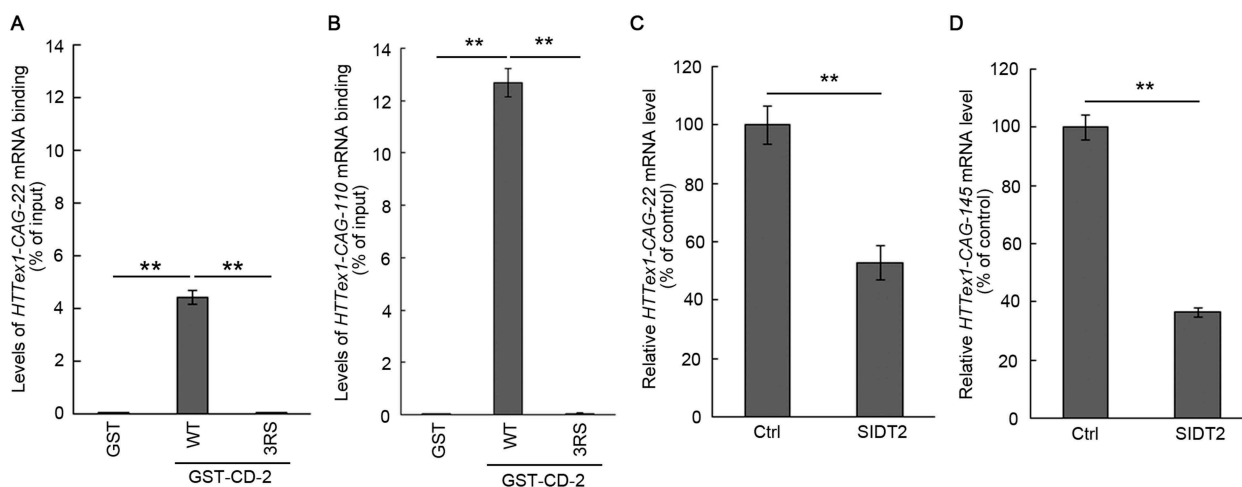 A
Levels of HTTex1-CAG-22 mRNA binding
(% of input)
14
12
10
8
6
4
2
0
**
**
GST
WT
3RS
GST-CD-2
B
Levels of HTTex1-CAG-110 mRNA binding
(% of input)
14
12
10
8
6
4
2
0
**
**
GST
WT
3RS
GST-CD-2
C
Relative HTTex1-CAG-22 mRNA level
(% of control)
120
100
80
60
40
20
0
**
Ctrl
SIDT2
D
Relative HTTex1-CAG-145 mRNA level
(% of control)
120
100
80
60
40
20
0
**
Ctrl
SIDT2